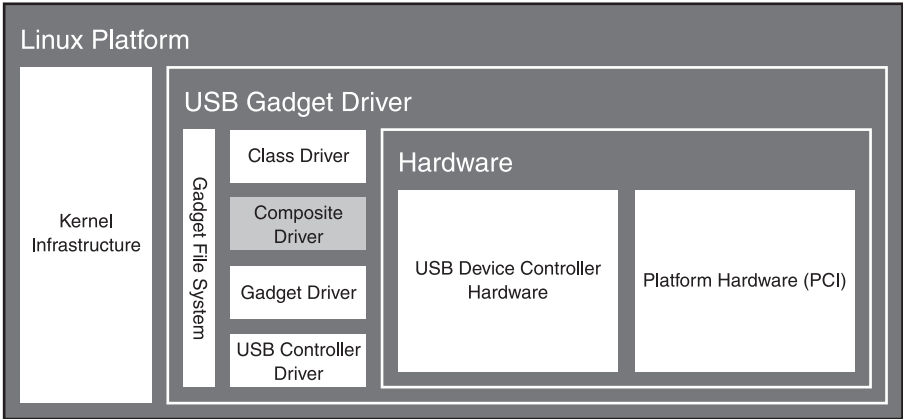 Linux Platform
Kernel
Infrastructure
USB Gadget Driver
Gadget File System
Class Driver
Composite
Driver
Gadget Driver
USB Controller
Driver
Hardware
USB Device Controller
Hardware
Platform Hardware (PCI)